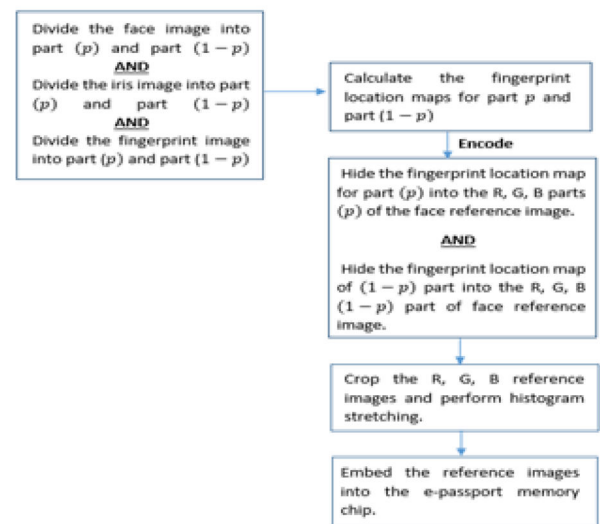 Divide the face image into
part (p) and part (1 − p)
AND
Divide the iris image into part
(p) and part (1 − p)
AND
Divide the fingerprint image
into part (p) and part (1 − p)
Calculate the fingerprint
location maps for part p and
part (1 − p)
Encode
Hide the fingerprint location map
for part (p) into the R, G, B parts
(p) of the face reference image.
AND
Hide the fingerprint location map
of (1 − p) part into the R, G, B
(1 − p) part of face reference
image.
Crop the R, G, B reference
images and perform histogram
stretching.
Embed the reference images
into the e-passport memory
chip.